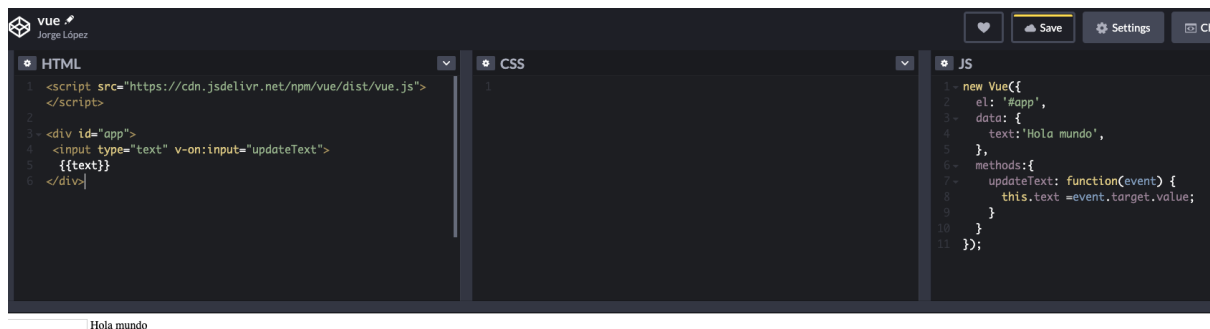 vue
Jorge López
Save
Settings
HTML
1 <script src="https://cdn.jsdelivr.net/npm/vue/dist/vue.js">
</script>
2
3 <div id="app">
4 <input type="text" v-on:input="updateText">
5 {{text}}
6 </div>
CSS
1
JS
1 new Vue({
2 el: '#app',
3 data: {
4 text:'Hola mundo',
5 },
6 methods:{
7 updateText: function(event) {
8 this.text =event.target.value;
9 }
10 }
11 });
Hola mundo